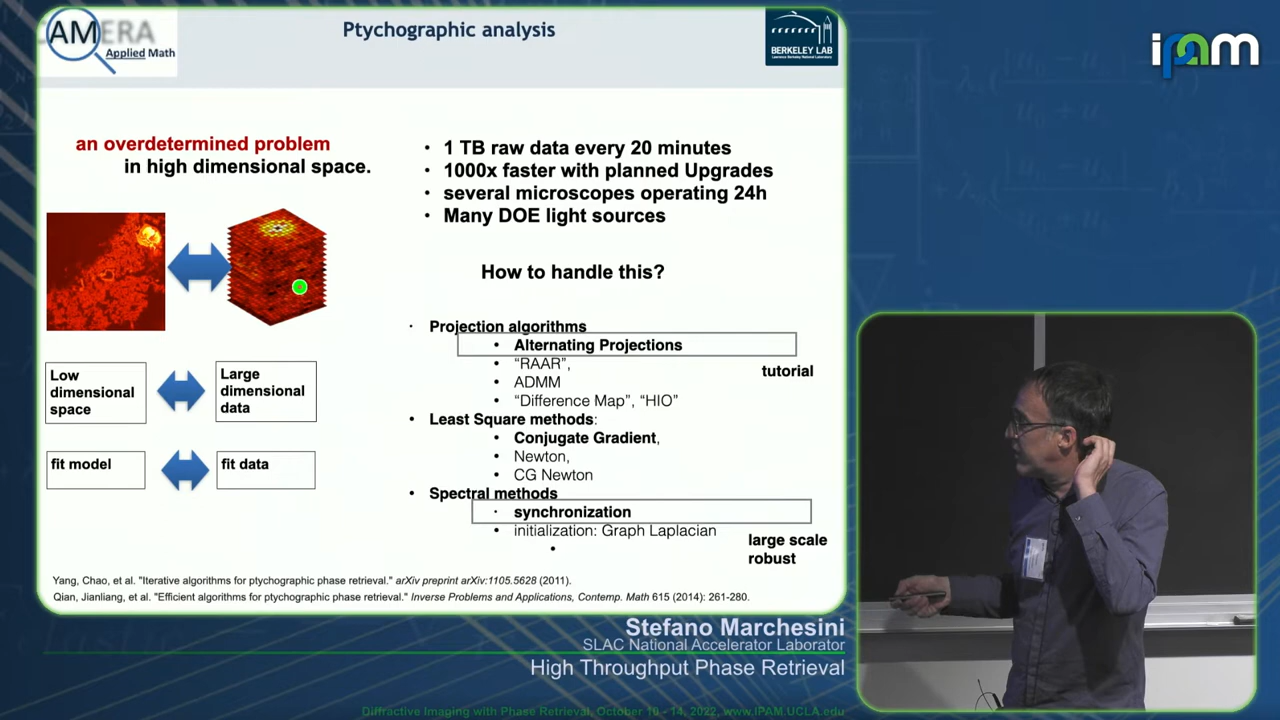 CAMERA
Applied Math
Ptychographic analysis
BERKELEY LAB
Lawrence Berkeley National Laboratory
ipam
an overdetermined problem
in high dimensional space.
• 1 TB raw data every 20 minutes
• 1000x faster with planned Upgrades
• several microscopes operating 24h
• Many DOE light sources
How to handle this?
Low
dimensional
space
Large
dimensional
data
fit model
fit data
· Projection algorithms
• Alternating Projections
• “RAAR”,
tutorial
• ADMM
• “Difference Map”, “HIO”
• Least Square methods:
• Conjugate Gradient,
• Newton,
• CG Newton
• Spectral methods
· synchronization
• initialization: Graph Laplacian
•
large scale
robust
Yang, Chao, et al. "Iterative algorithms for ptychographic phase retrieval." arXiv preprint arXiv:1105.5628 (2011).
Qian, Jianliang, et al. "Efficient algorithms for ptychographic phase retrieval." Inverse Problems and Applications, Contemp. Math 615 (2014): 261-280.
Stefano Marchesini
SLAC National Accelerator Laborator
High Throughput Phase Retrieval
Diffractive Imaging with Phase Retrieval, October 10 - 14, 2022, www.IPAM.UCLA.edu